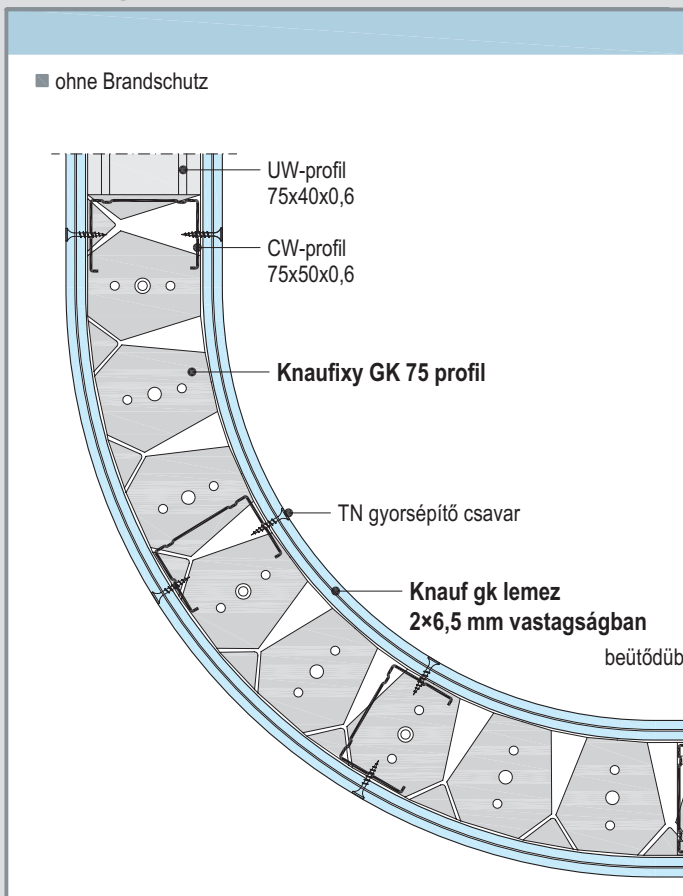 ohne Brandschutz
UW-profil
75x40x0,6
CW-profil
75x50x0,6
Knaufixy GK 75 profil
TN gyorsépítő csavar
Knauf gk lemez
2×6,5 mm vastagságban
beütődüb